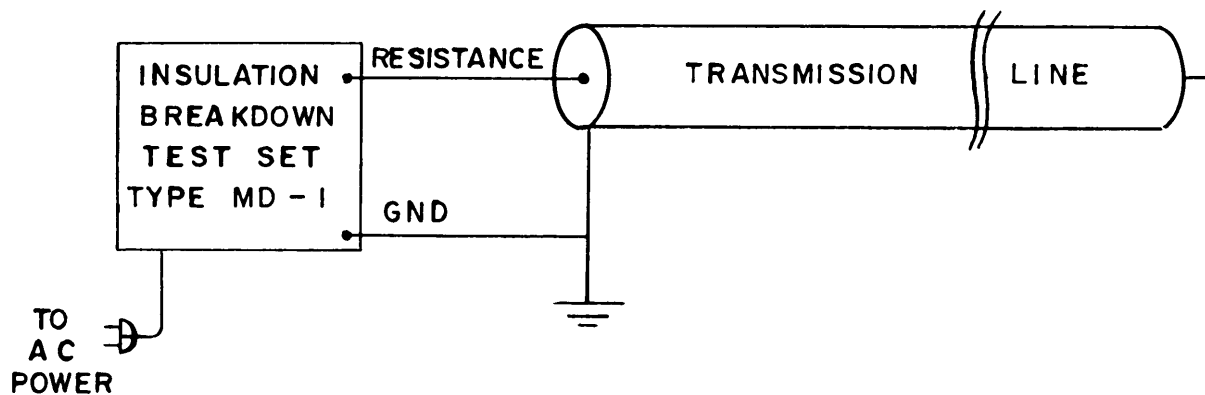 INSULATION
BREAKDOWN
TEST SET
TYPE MD-1
RESISTANCE
GND
TRANSMISSION LINE
TO
AC
POWER